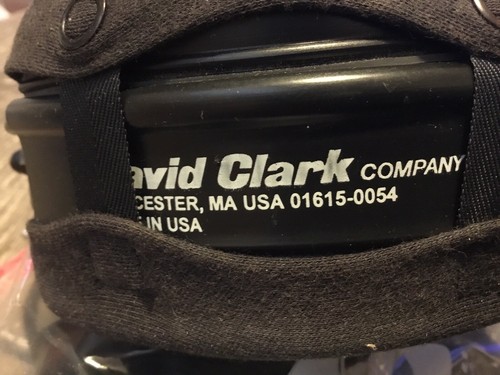 avid Clark COMPANY
CESTER, MA USA 01615-0054
E IN USA